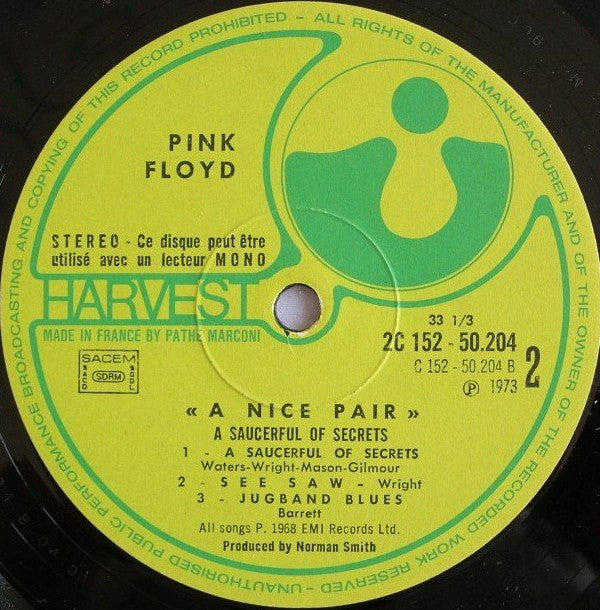 BROADCASTING AND COPYING OF THIS RECORD PROHIBITED – ALL RIGHTS OF THE MANUFACTURER AND OF THE OWNER OF THE RECORDED WORK RESERVED – UNAUTHORISED PUBLIC PERFORMANCE
PINK
FLOYD
STEREO - Ce disque peut être
utilisé avec un lecteur MONO
HARVEST
MADE IN FRANCE BY PATHE MARCONI
33 1/3
2C 152 - 50.204
C 152 - 50.204 B
Ⓟ 1973
2
SACEM
SACD
SDRM
SGDL
« A NICE PAIR »
A SAUCERFUL OF SECRETS
1 - A SAUCERFUL OF SECRETS
Waters-Wright-Mason-Gilmour
2 - SEE SAW - Wright
3 - JUGBAND BLUES
Barrett
All songs P. 1968 EMI Records Ltd.
Produced by Norman Smith